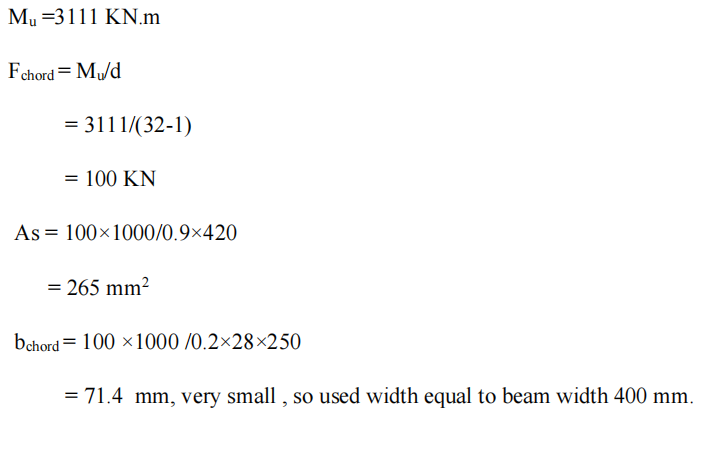 Mu =3111 KN.m
Fchord = Mu/d
= 3111/(32-1)
= 100 KN
As = 100×1000/0.9×420
= 265 mm²
bchord = 100 ×1000 /0.2×28×250
= 71.4 mm, very small , so used width equal to beam width 400 mm.